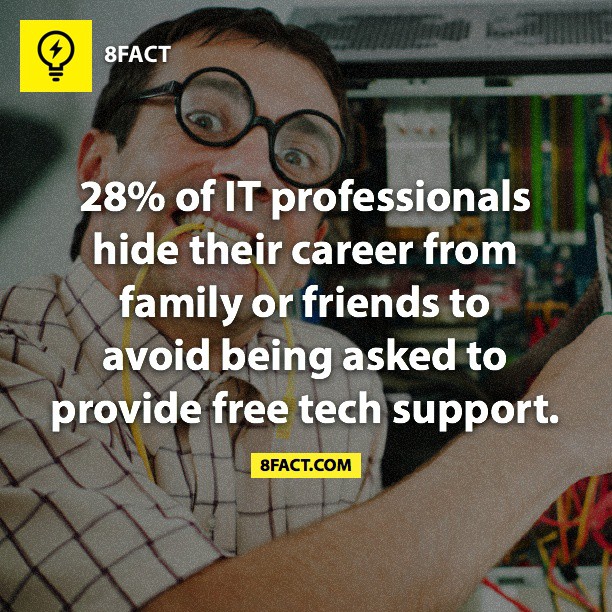 8FACT
28% of IT professionals
hide their career from
family or friends to
avoid being asked to
provide free tech support.
8FACT.COM